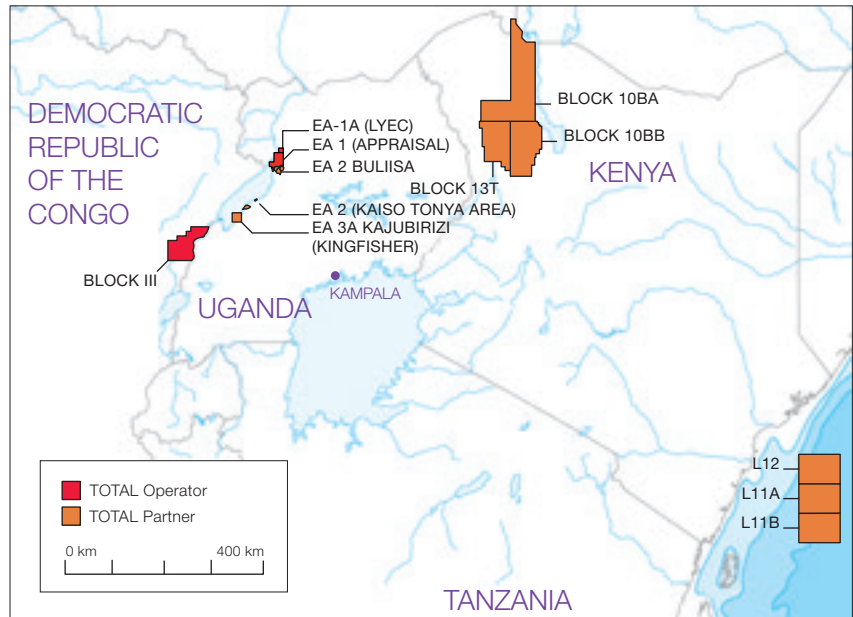 DEMOCRATIC
REPUBLIC
OF THE
CONGO
EA-1A (LYEC)
EA 1 (APPRAISAL)
EA 2 BULIISA
EA 2 (KAISO TONYA AREA)
EA 3A KAJUBIRIZI
(KINGFISHER)
BLOCK III
UGANDA
KAMPALA
BLOCK 10BA
BLOCK 10BB
BLOCK 13T
KENYA
L12
L11A
L11B
TOTAL Operator
TOTAL Partner
0 km 400 km
TANZANIA